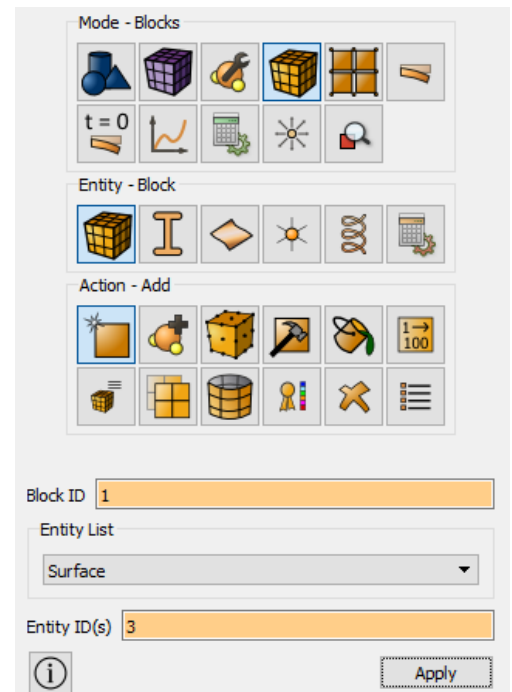 Mode - Blocks
t = 0
Entity - Block
Action - Add
1→
100
Block ID 1
Entity List
Surface
Entity ID(s) 3
i Apply